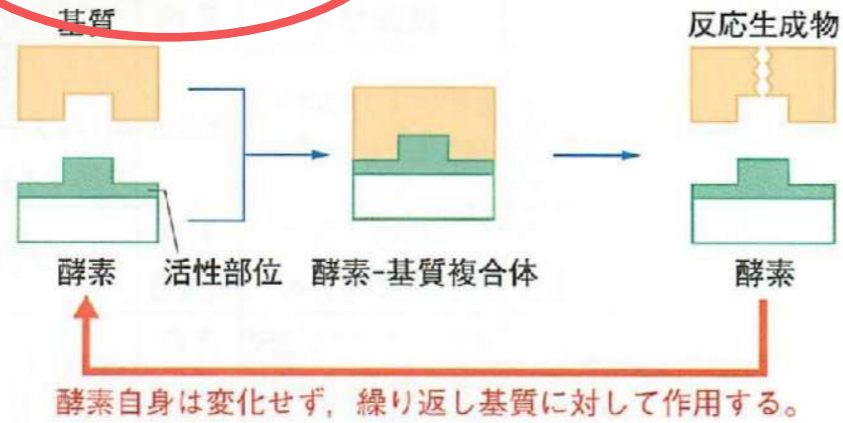 基質
反応生成物
酵素
活性部位
酵素-基質複合体
酵素
酵素自身は変化せず，繰り返し基質に対して作用する。